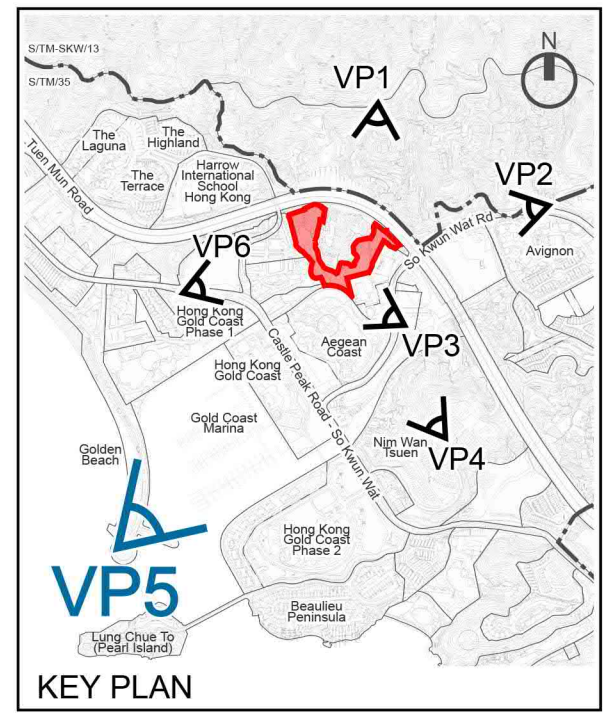 S/TM-SKW/13
S/TM/35
N
VP1
VP2
The
Laguna
The
Highland
The
Terrace
Harrow
International
School
Hong Kong
Tuen Mun Road
So Kwun Wat Rd
Avignon
VP6
Hong Kong
Gold Coast
Phase 1
VP3
Aegean
Coast
Hong Kong
Gold Coast
Castle Peak Road - So Kwun Wat
Gold Coast
Marina
Nim Wan
Tsuen
VP4
Golden
Beach
VP5
Hong Kong
Gold Coast
Phase 2
Beaulieu
Peninsula
Lung Chue To
(Pearl Island)
KEY PLAN